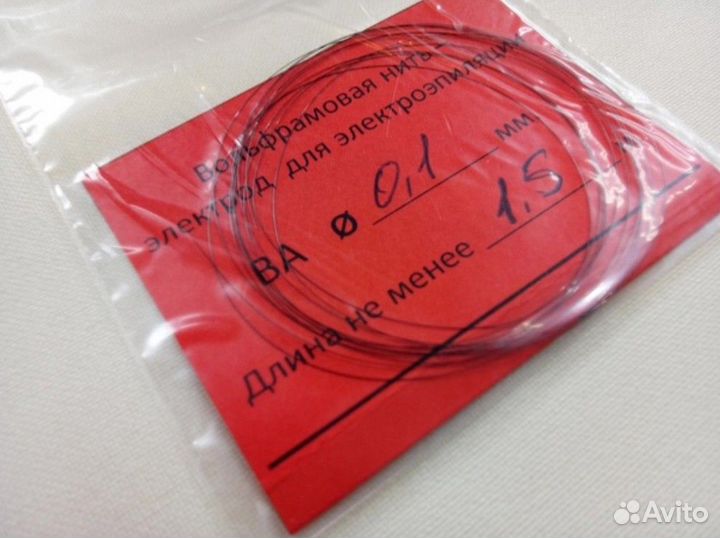 Вольфрамовая нить -
электрод для электроэпиляции
ВА Ø 0,1 мм.
Длина не менее 1,5 м
Avito